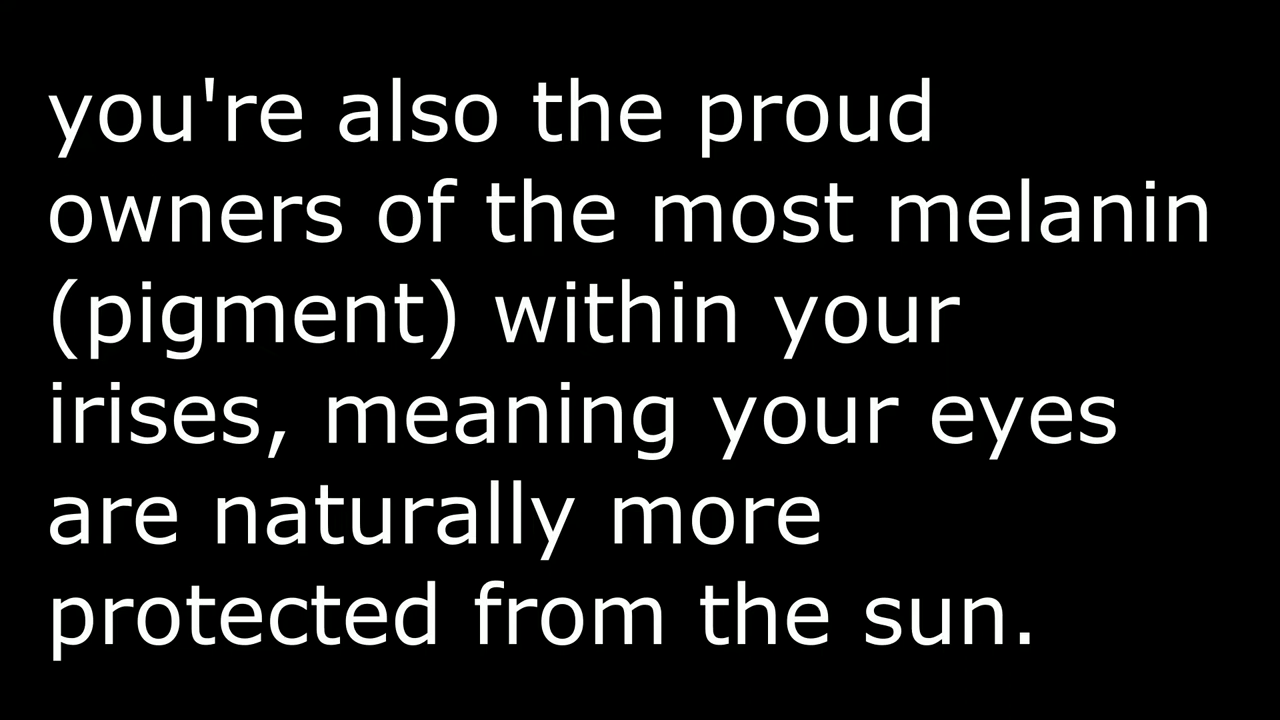 you're also the proud
owners of the most melanin
(pigment) within your
irises, meaning your eyes
are naturally more
protected from the sun.